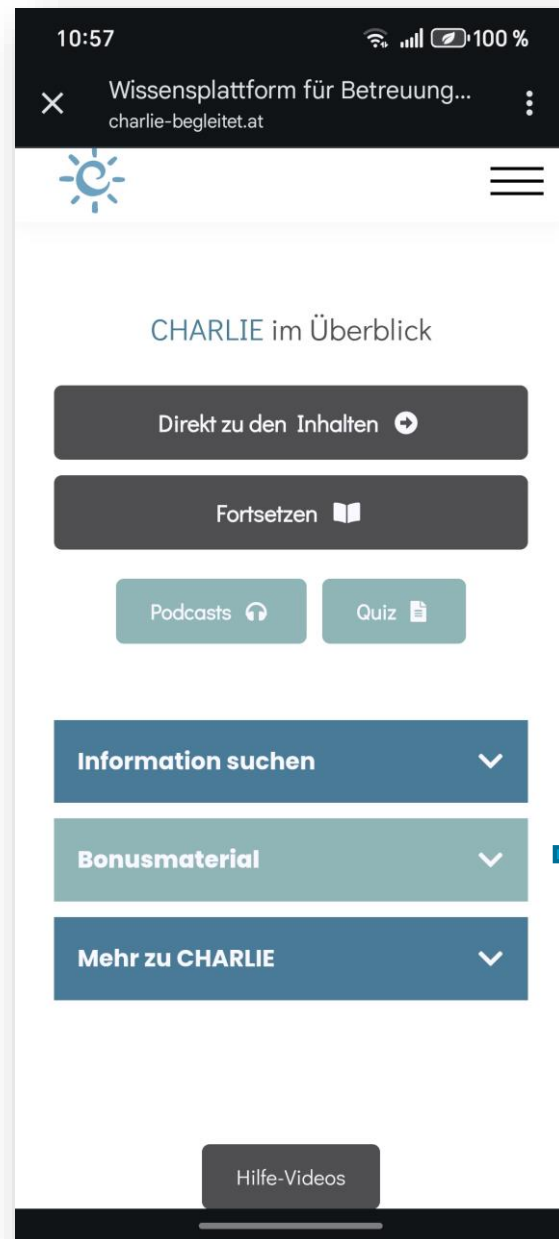 10:57
100 %
Wissensplattform für Betreuung...
charlie-begleitet.at
CHARLIE im Überblick
Direkt zu den Inhalten
Fortsetzen
Podcasts
Quiz
Information suchen
Bonusmaterial
Mehr zu CHARLIE
Hilfe-Videos